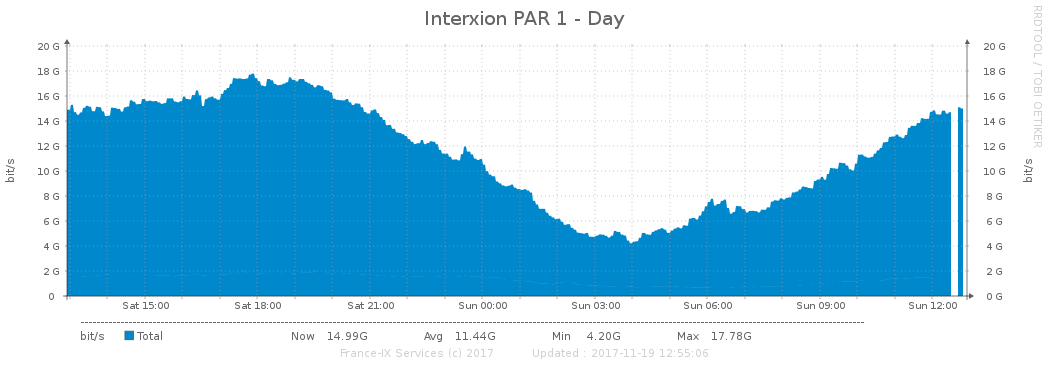 Interxion PAR 1 - Day
RRDTOOL / TOBI OETIKER
bit/s
20 G 20 G
18 G 18 G
16 G 16 G
14 G 14 G
12 G 12 G
10 G 10 G
8 G 8 G
6 G 6 G
4 G 4 G
2 G 2 G
0 0 G
bit/s
Sat 15:00 Sat 18:00 Sat 21:00 Sun 00:00 Sun 03:00 Sun 06:00 Sun 09:00 Sun 12:00
bit/s Total Now 14.99G Avg 11.44G Min 4.20G Max 17.78G
France-IX Services (c) 2017 Updated : 2017-11-19 12:55:06